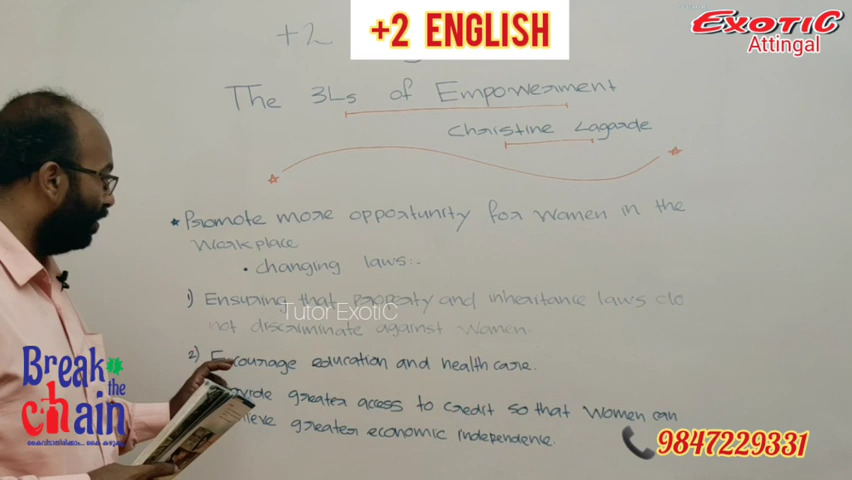 +2
+2 ENGLISH
EXOTIC
Attingal
The 3Ls of Empowerment
Christine Lagarde
* Promote more opportunity for women in the
workplace
• changing laws:-
1) Ensuring that property and inheritance laws do
not discriminate against women.
Tutor ExotiC
2) Encourage education and health care.
greater access to credit so that women can
greater economic independence.
Break
the
chain
കൈവിടാതിരിക്കാം... കൈ കഴുകൂ
9847229331